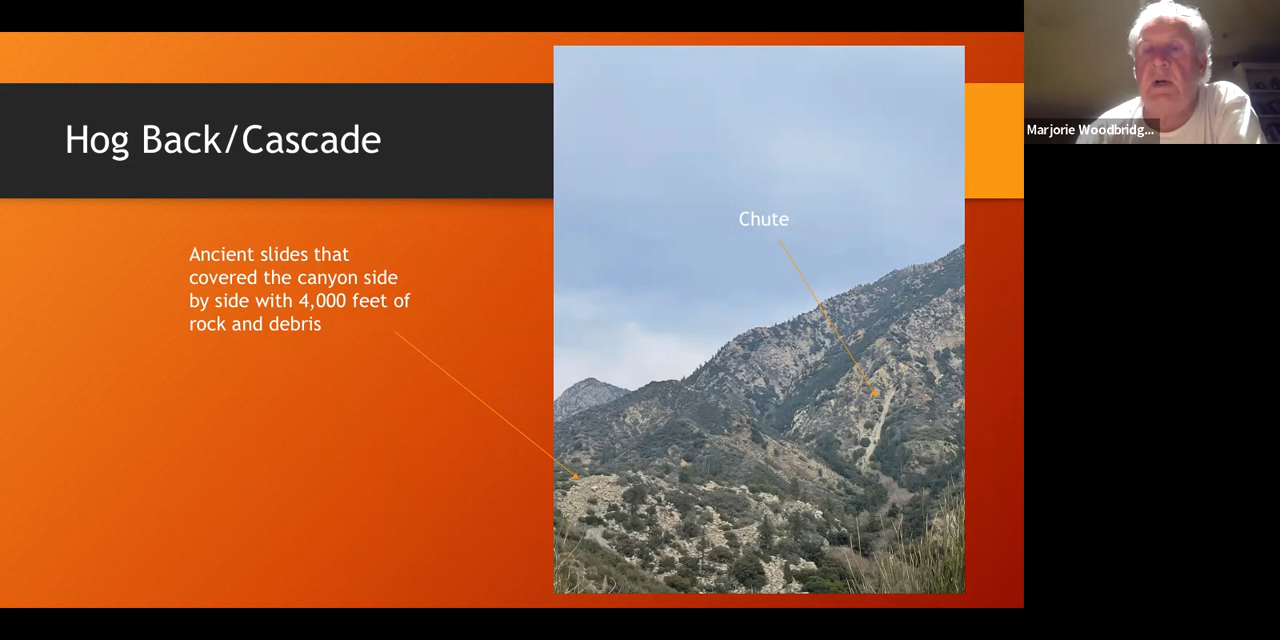 Hog Back/Cascade
Ancient slides that
covered the canyon side
by side with 4,000 feet of
rock and debris
Chute
Marjorie Woodbridg...